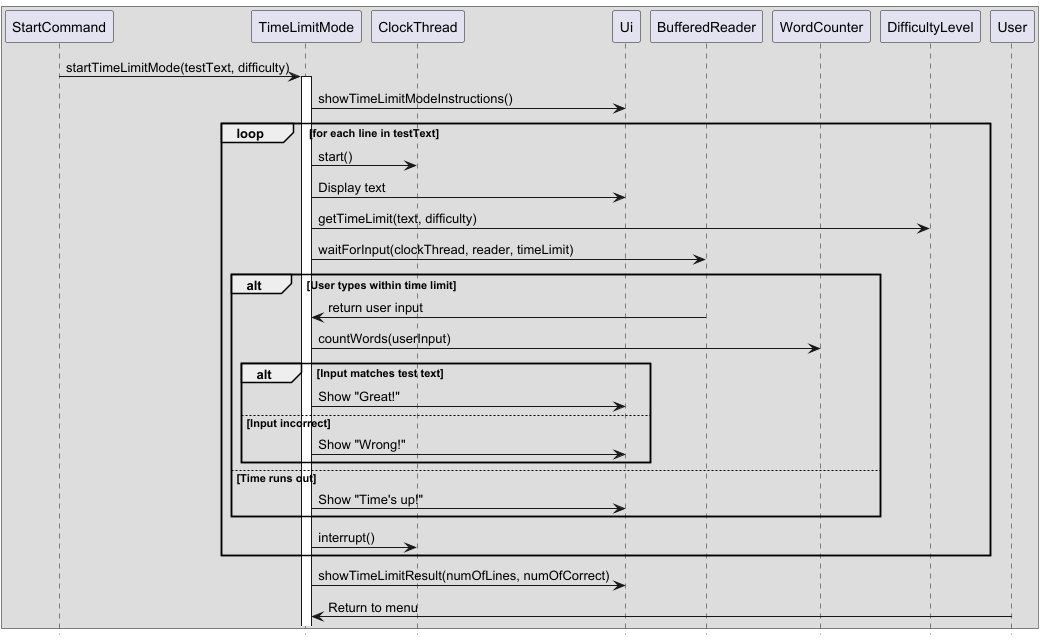 StartCommand TimeLimitMode ClockThread Ui BufferedReader WordCounter DifficultyLevel User
startTimeLimitMode(testText, difficulty)
showTimeLimitModeInstructions()
loop [for each line in testText]
start()
Display text
getTimeLimit(text, difficulty)
waitForInput(clockThread, reader, timeLimit)
alt [User types within time limit]
return user input
countWords(userInput)
alt [Input matches test text]
Show "Great!"
[Input incorrect]
Show "Wrong!"
[Time runs out]
Show "Time's up!"
interrupt()
showTimeLimitResult(numOfLines, numOfCorrect)
Return to menu